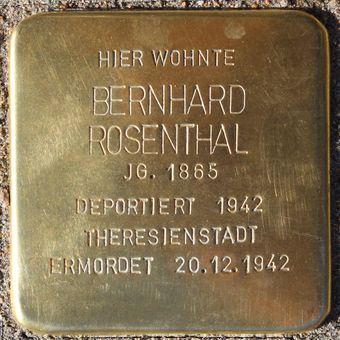 HIER WOHNTE
BERNHARD
ROSENTHAL
JG. 1865
DEPORTIERT 1942
THERESIENSTADT
ERMORDET 20.12.1942